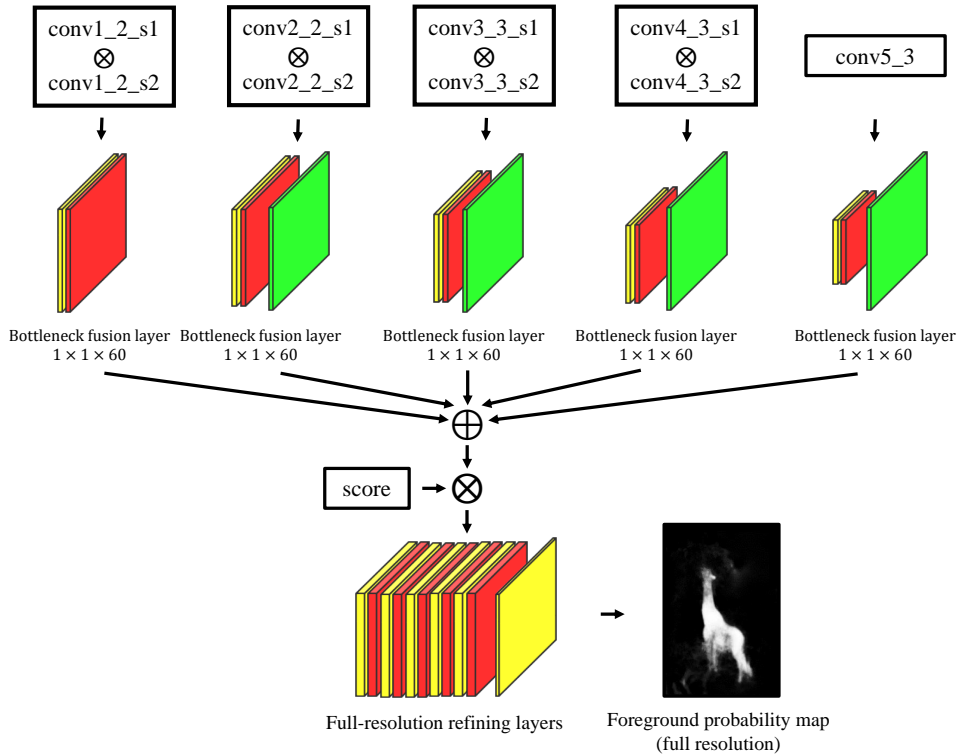 conv1_2_s1
⊗
conv1_2_s2
conv2_2_s1
⊗
conv2_2_s2
conv3_3_s1
⊗
conv3_3_s2
conv4_3_s1
⊗
conv4_3_s2
conv5_3
Bottleneck fusion layer
1 × 1 × 60
Bottleneck fusion layer
1 × 1 × 60
Bottleneck fusion layer
1 × 1 × 60
Bottleneck fusion layer
1 × 1 × 60
Bottleneck fusion layer
1 × 1 × 60
⊕
score
⊗
Full-resolution refining layers
Foreground probability map
(full resolution)